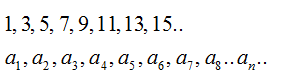 1, 3, 5, 7, 9, 11, 13, 15..
a₁, a₂, a₃, a₄, a₅, a₆, a₇, a₈..aₙ..